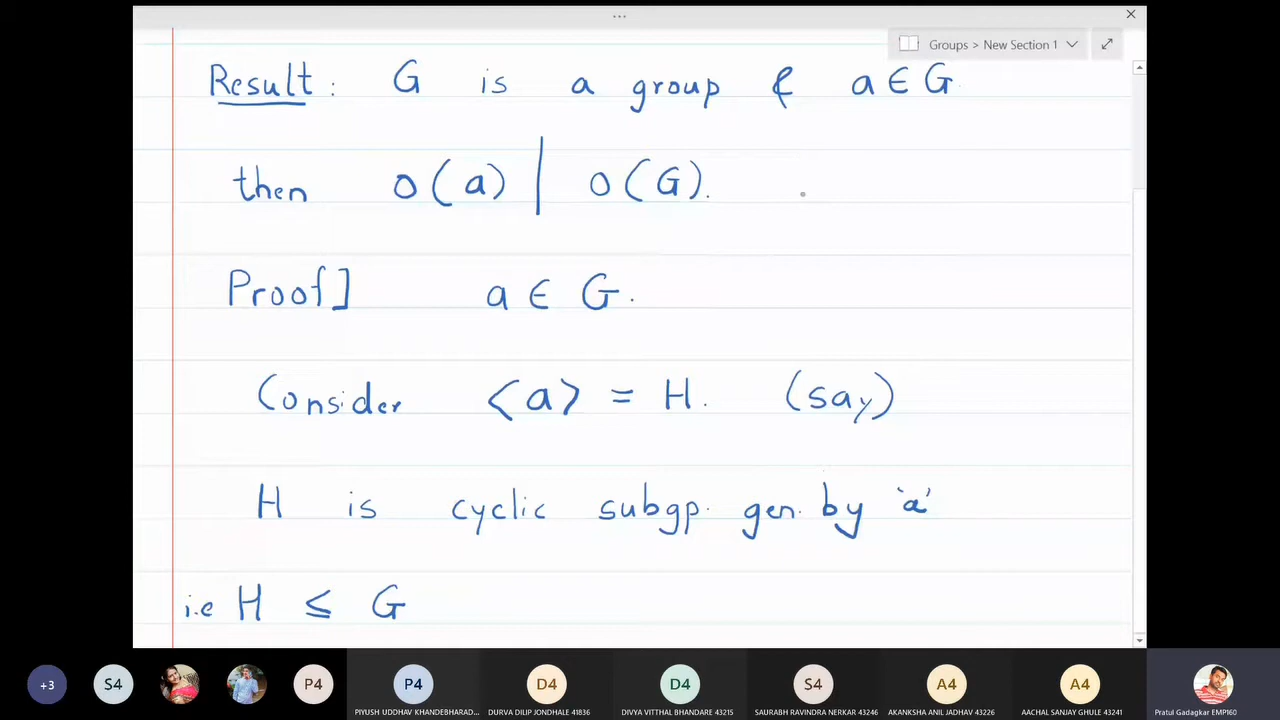 Groups > New Section 1
Result: G is a group & a ∈ G
then o(a) | o(G).
Proof] a ∈ G.
Consider <a> = H. (say)
H is cyclic subgp. gen. by 'a'
i.e H ≤ G
+3 S4 P4 P4 D4 D4 S4 A4 A4
PIYUSH UDDHAV KHANDEBHARAD... DURVA DILIP JONDHALE 41836 DIVYA VITTHAL BHANDARE 43215 SAURABH RAVINDRA NERKAR 43246 AKANKSHA ANIL JADHAV 43226 AACHAL SANJAY GHULE 43241 Pratul Gadagkar EMP160